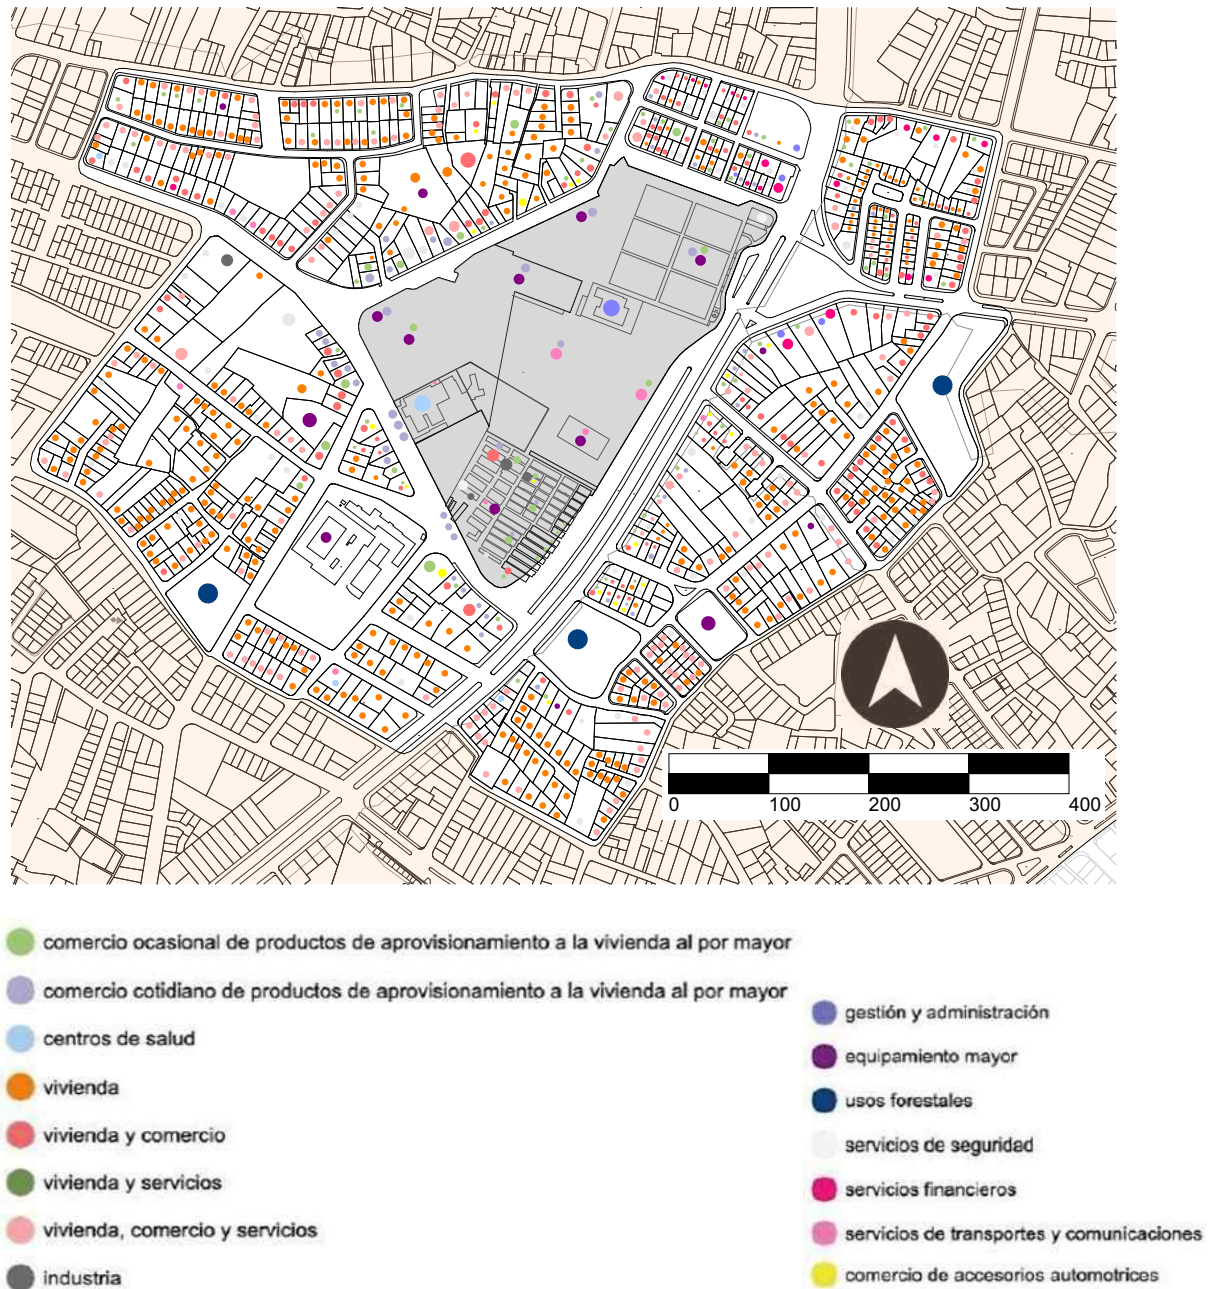 0 100 200 300 400
comercio ocasional de productos de aprovisionamiento a la vivienda al por mayor
comercio cotidiano de productos de aprovisionamiento a la vivienda al por mayor
centros de salud
vivienda
vivienda y comercio
vivienda y servicios
vivienda, comercio y servicios
industria
gestión y administración
equipamiento mayor
usos forestales
servicios de seguridad
servicios financieros
servicios de transportes y comunicaciones
comercio de accesorios automotrices